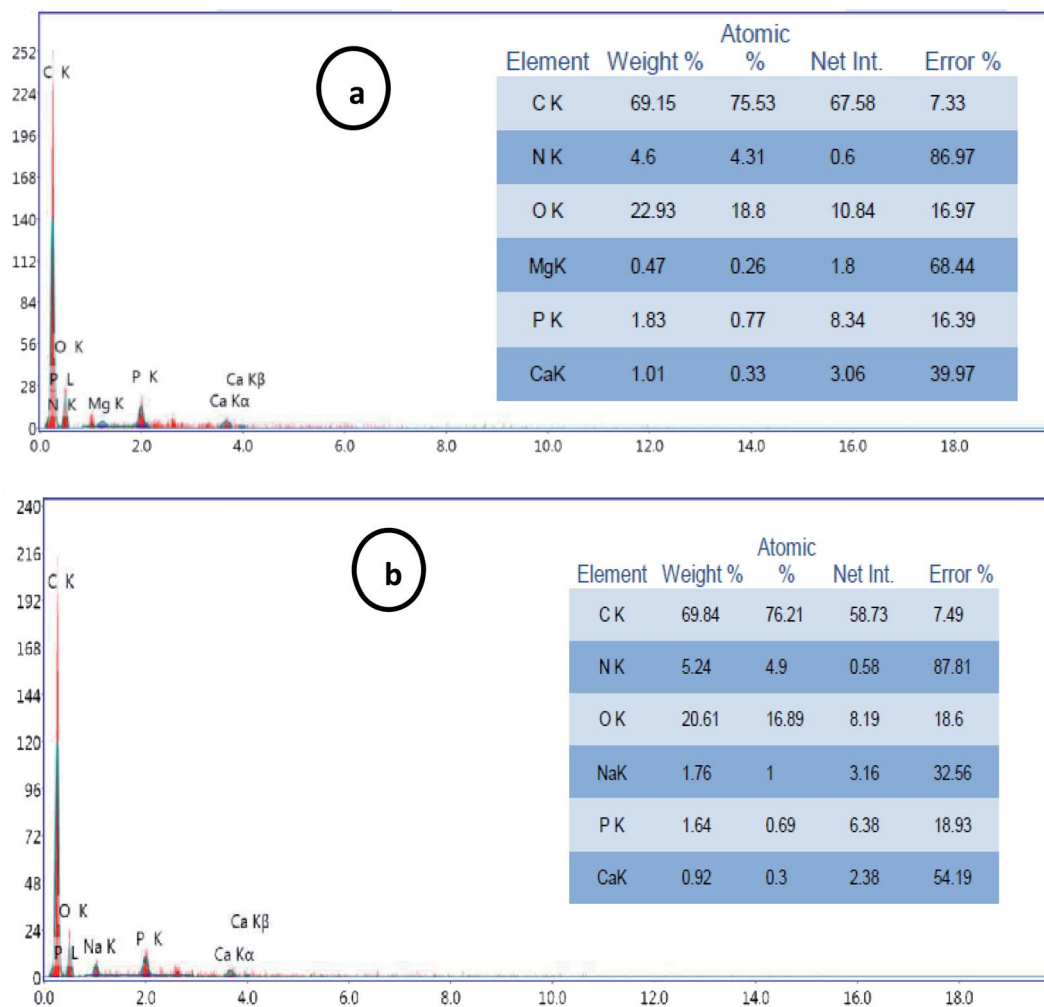 a
Atomic
Element Weight % % Net Int. Error %
C K 69.15 75.53 67.58 7.33
N K 4.6 4.31 0.6 86.97
O K 22.93 18.8 10.84 16.97
MgK 0.47 0.26 1.8 68.44
P K 1.83 0.77 8.34 16.39
CaK 1.01 0.33 3.06 39.97
252
C K
224
196
168
140
112
84
56
O K
P L P K Ca Kβ
28
N K Mg K Ca Kα
0
0.0 2.0 4.0 6.0 8.0 10.0 12.0 14.0 16.0 18.0
b
Atomic
Element Weight % % Net Int. Error %
C K 69.84 76.21 58.73 7.49
N K 5.24 4.9 0.58 87.81
O K 20.61 16.89 8.19 18.6
NaK 1.76 1 3.16 32.56
P K 1.64 0.69 6.38 18.93
CaK 0.92 0.3 2.38 54.19
240
216
C K
192
168
144
120
96
72
48
O K Ca Kβ
24
Na K P K
P L Ca Kα
0
0.0 2.0 4.0 6.0 8.0 10.0 12.0 14.0 16.0 18.0